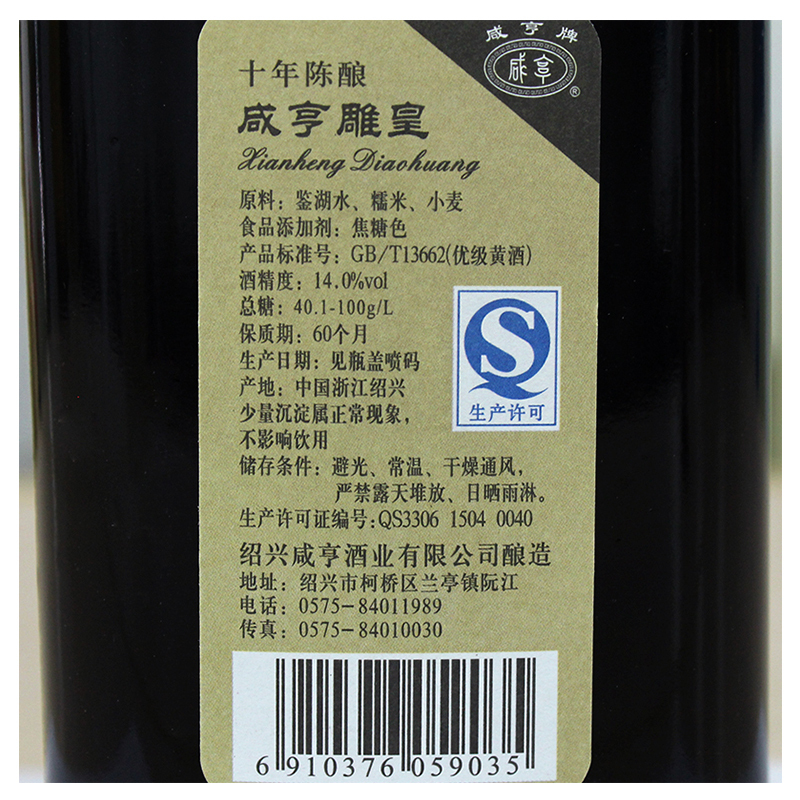 咸亨牌
咸亨
®
十年陈酿
咸亨雕皇
Xianheng Diaohuang
原料：鉴湖水、糯米、小麦
食品添加剂：焦糖色
产品标准号：GB/T13662(优级黄酒)
酒精度：14.0%vol
总糖：40.1-100g/L
保质期：60个月
生产日期：见瓶盖喷码
产地：中国浙江绍兴
少量沉淀属正常现象，
不影响饮用
生产许可
储存条件：避光、常温、干燥通风，
严禁露天堆放、日晒雨淋。
生产许可证编号：QS3306 1504 0040
绍兴咸亨酒业有限公司酿造
地址：绍兴市柯桥区兰亭镇阮江
电话：0575-84011989
传真：0575-84010030
6 910376 059035